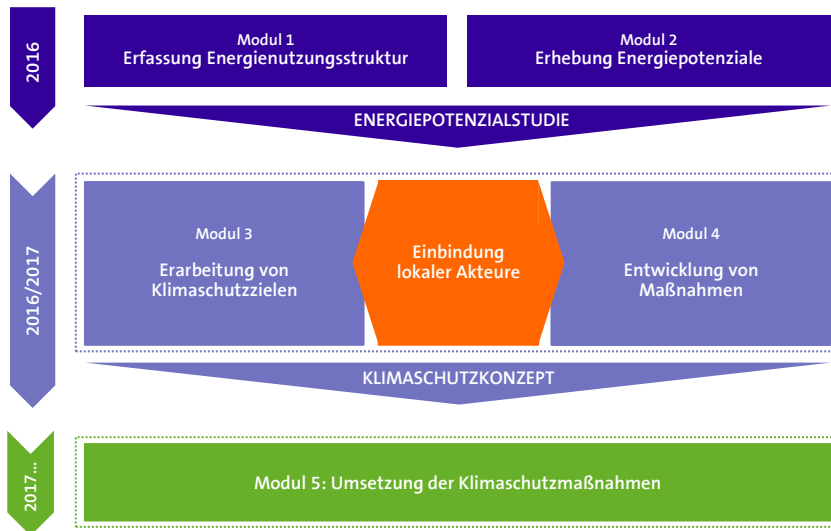 2016
Modul 1
Erfassung Energienutzungsstruktur
Modul 2
Erhebung Energiepotenziale
ENERGIEPOTENZIALSTUDIE
2016/2017
Modul 3
Erarbeitung von
Klimaschutzzielen
Einbindung
lokaler Akteure
Modul 4
Entwicklung von
Maßnahmen
KLIMASCHUTZKONZEPT
2017...
Modul 5: Umsetzung der Klimaschutzmaßnahmen